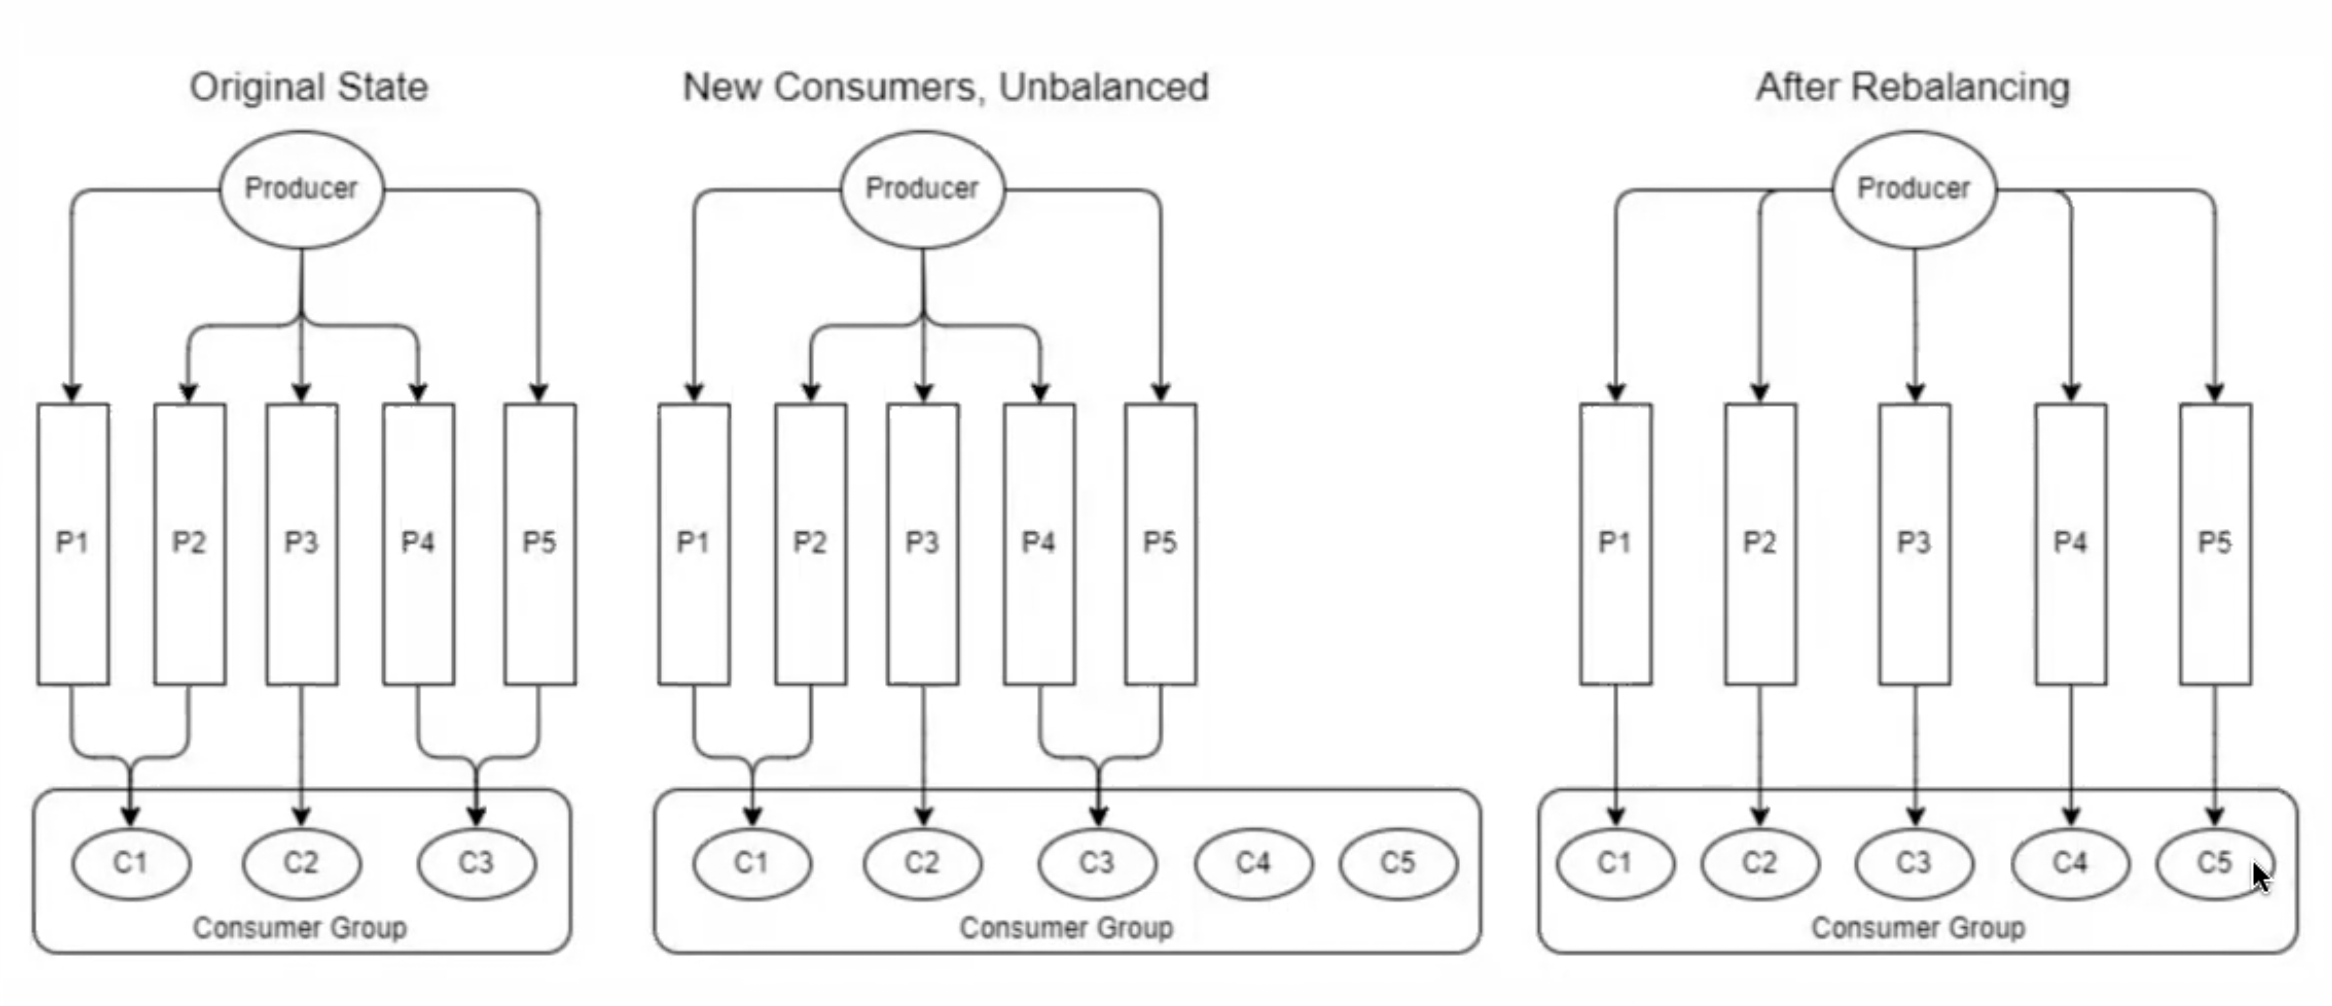 Original State
Producer
P1
P2
P3
P4
P5
C1
C2
C3
Consumer Group
New Consumers, Unbalanced
Producer
P1
P2
P3
P4
P5
C1
C2
C3
C4
C5
Consumer Group
After Rebalancing
Producer
P1
P2
P3
P4
P5
C1
C2
C3
C4
C5
Consumer Group